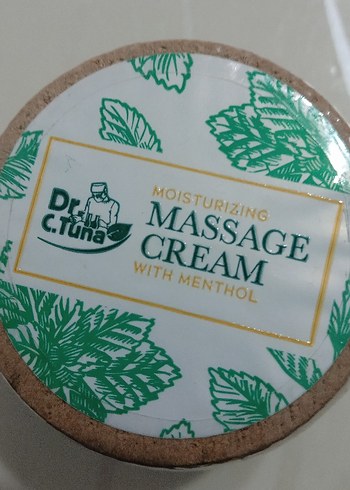 Dr.
C.Tuna
MOISTURIZING
MASSAGE
CREAM
WITH MENTHOL